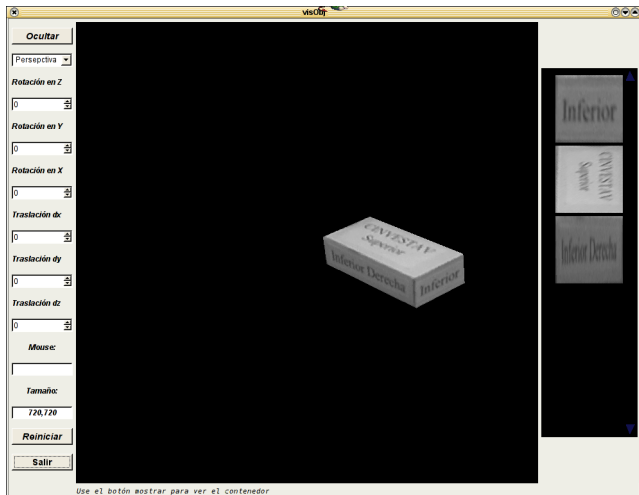 visObj
Ocultar
Persepctiva
Rotación en Z
0
Rotación en Y
0
Rotación en X
0
Traslación dx
0
Traslación dy
0
Traslación dz
0
Mouse:
Tamaño:
720,720
Reiniciar
Salir
CINVESTAV
Superior
Inferior Derecha
Inferior
Inferior
CINVESTAV
Superior
Inferior Derecha
Use el botón mostrar para ver el contenedor